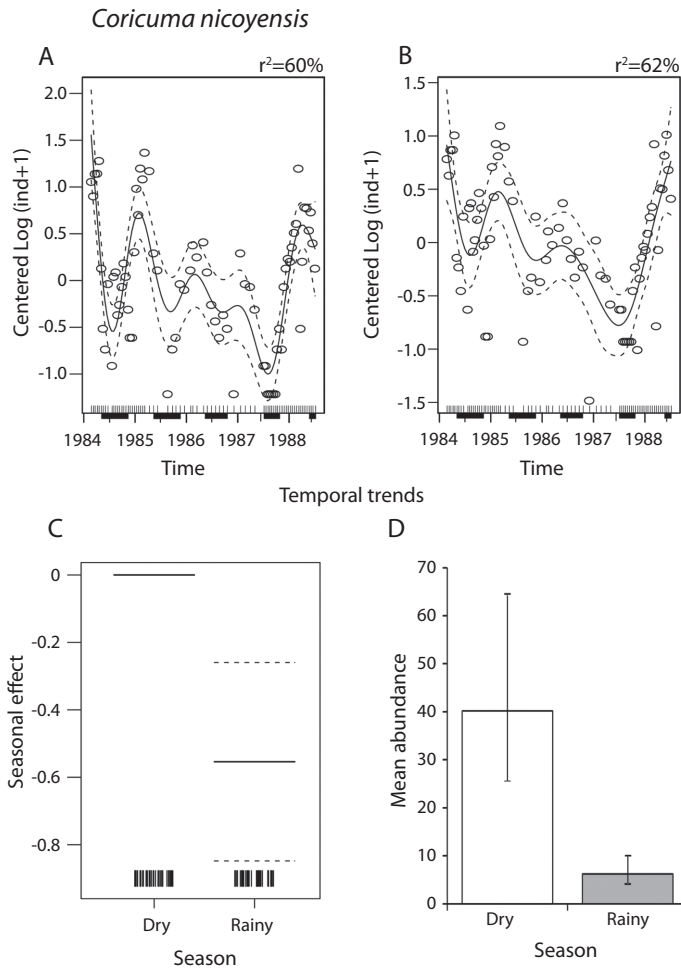 Coricuma nicoyensis
A
r²=60%
Centered Log (ind+1)
2.0
1.5
1.0
0.5
0
-0.5
-1.0
1984 1985 1986 1987 1988
Time
B
r²=62%
Centered Log (ind+1)
1.5
1.0
0.5
0
-0.5
-1.0
-1.5
1984 1985 1986 1987 1988
Time
Temporal trends
C
Seasonal effect
0
-0.2
-0.4
-0.6
-0.8
Dry Rainy
Season
D
Mean abundance
70
60
50
40
30
20
10
0
Dry Rainy
Season